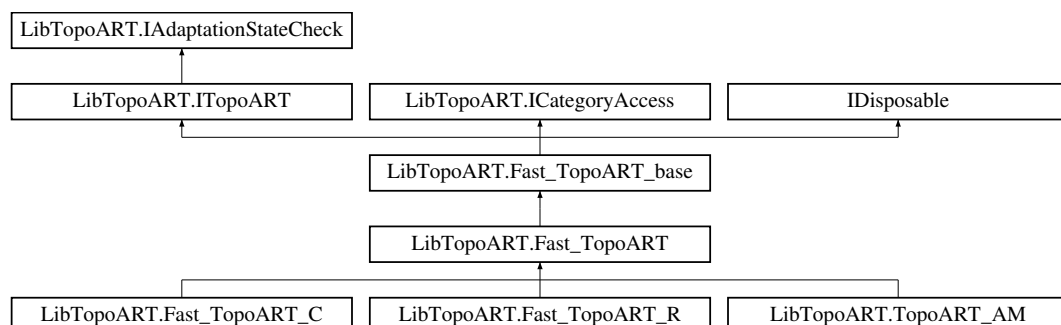 LibTopoART.IAdaptationStateCheck
LibTopoART.ITopoART
LibTopoART.ICategoryAccess
IDisposable
LibTopoART.Fast_TopoART_base
LibTopoART.Fast_TopoART
LibTopoART.Fast_TopoART_C
LibTopoART.Fast_TopoART_R
LibTopoART.TopoART_AM